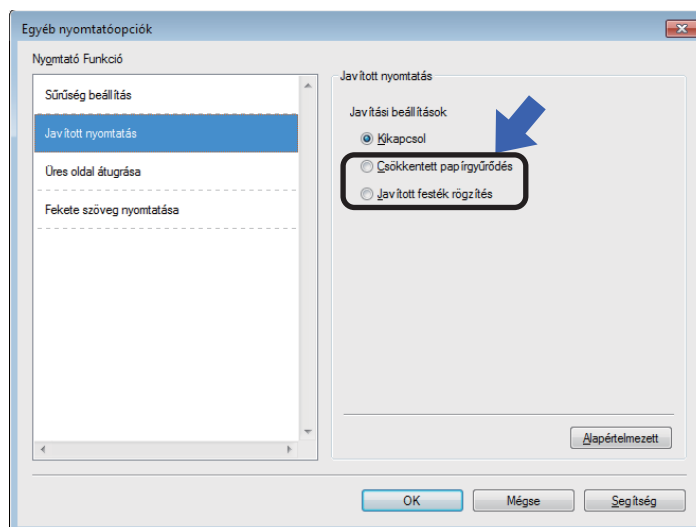 Egyéb nyomtatóopciók
Nyomtató Funkció
Sűrűség beállítás
Javított nyomtatás
Üres oldal átugrása
Fekete szöveg nyomtatása
Javított nyomtatás
Javítási beállítások
Kikapcsol
Csökkentett papírgyűrődés
Javított festék rögzítés
Alapértelmezett
OK
Mégse
Segítség